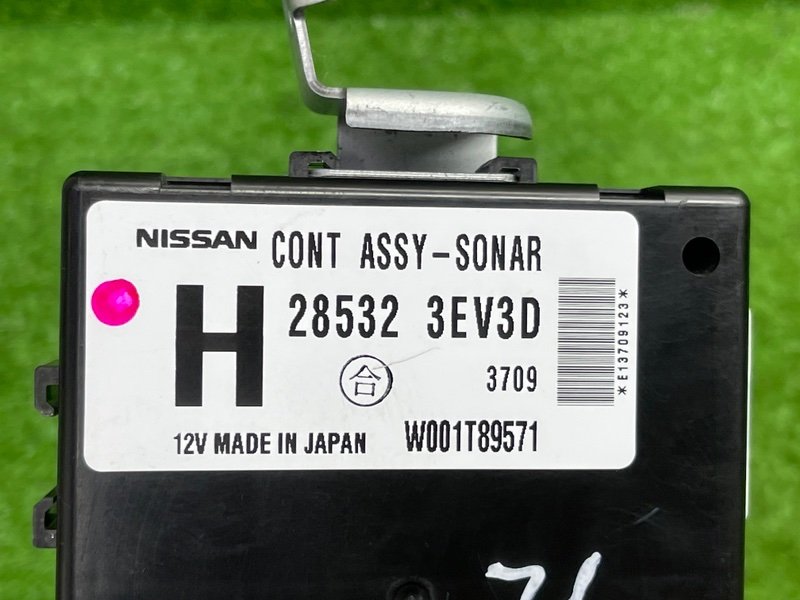 NISSAN CONT ASSY-SONAR
H 28532 3EV3D
合 3709
12V MADE IN JAPAN W001T89571
*E13709123*